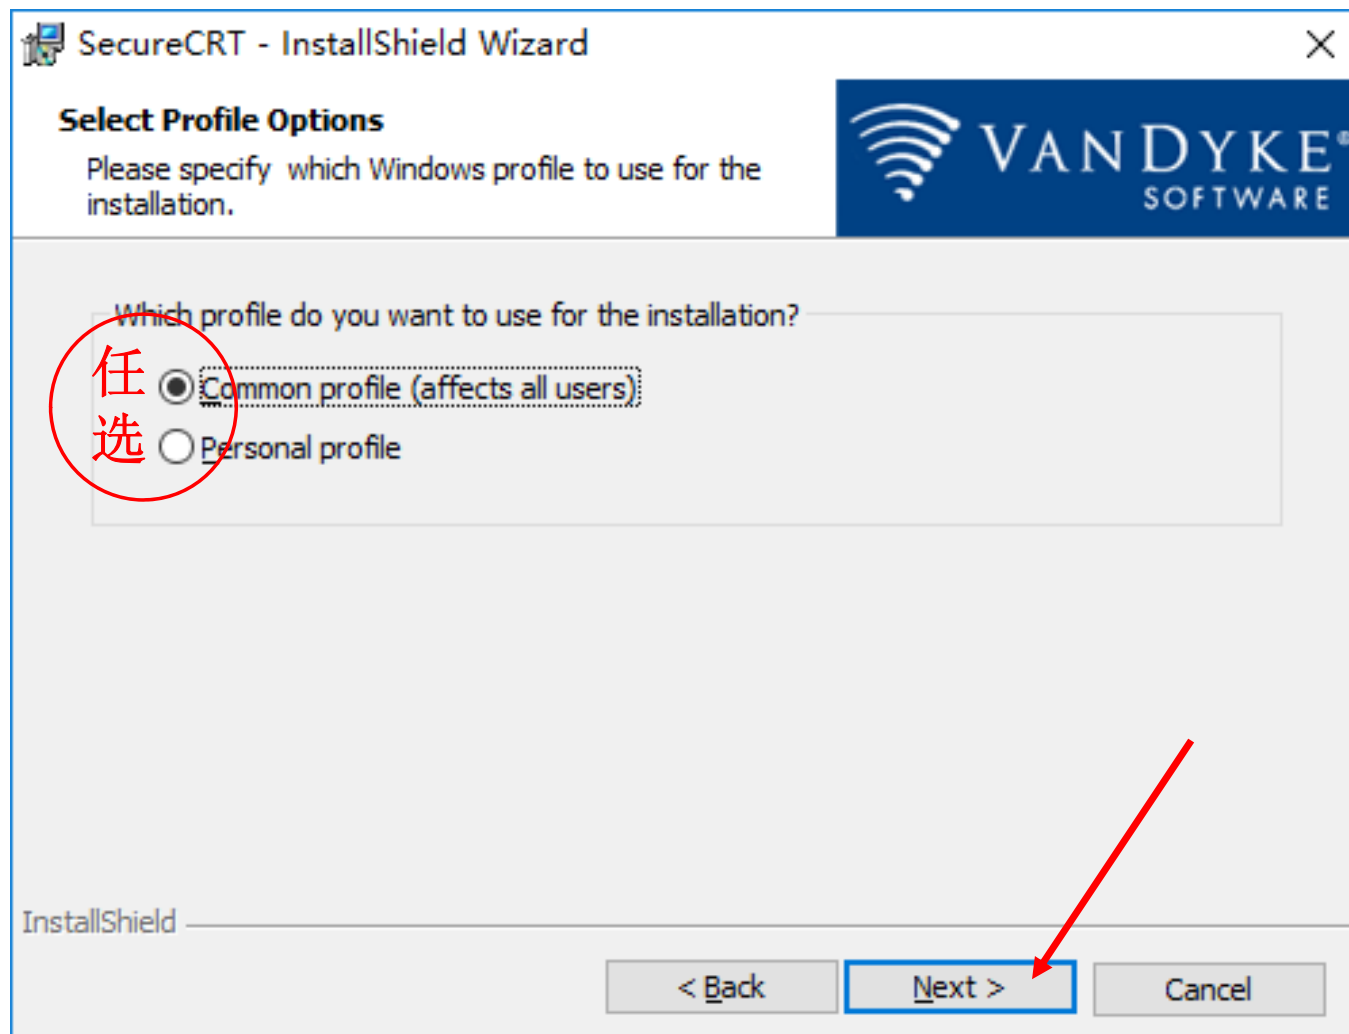 SecureCRT - InstallShield Wizard
Select Profile Options
Please specify which Windows profile to use for the
installation.
VANDYKE®
SOFTWARE
Which profile do you want to use for the installation?
任
选
Common profile (affects all users)
Personal profile
InstallShield
< Back
Next >
Cancel